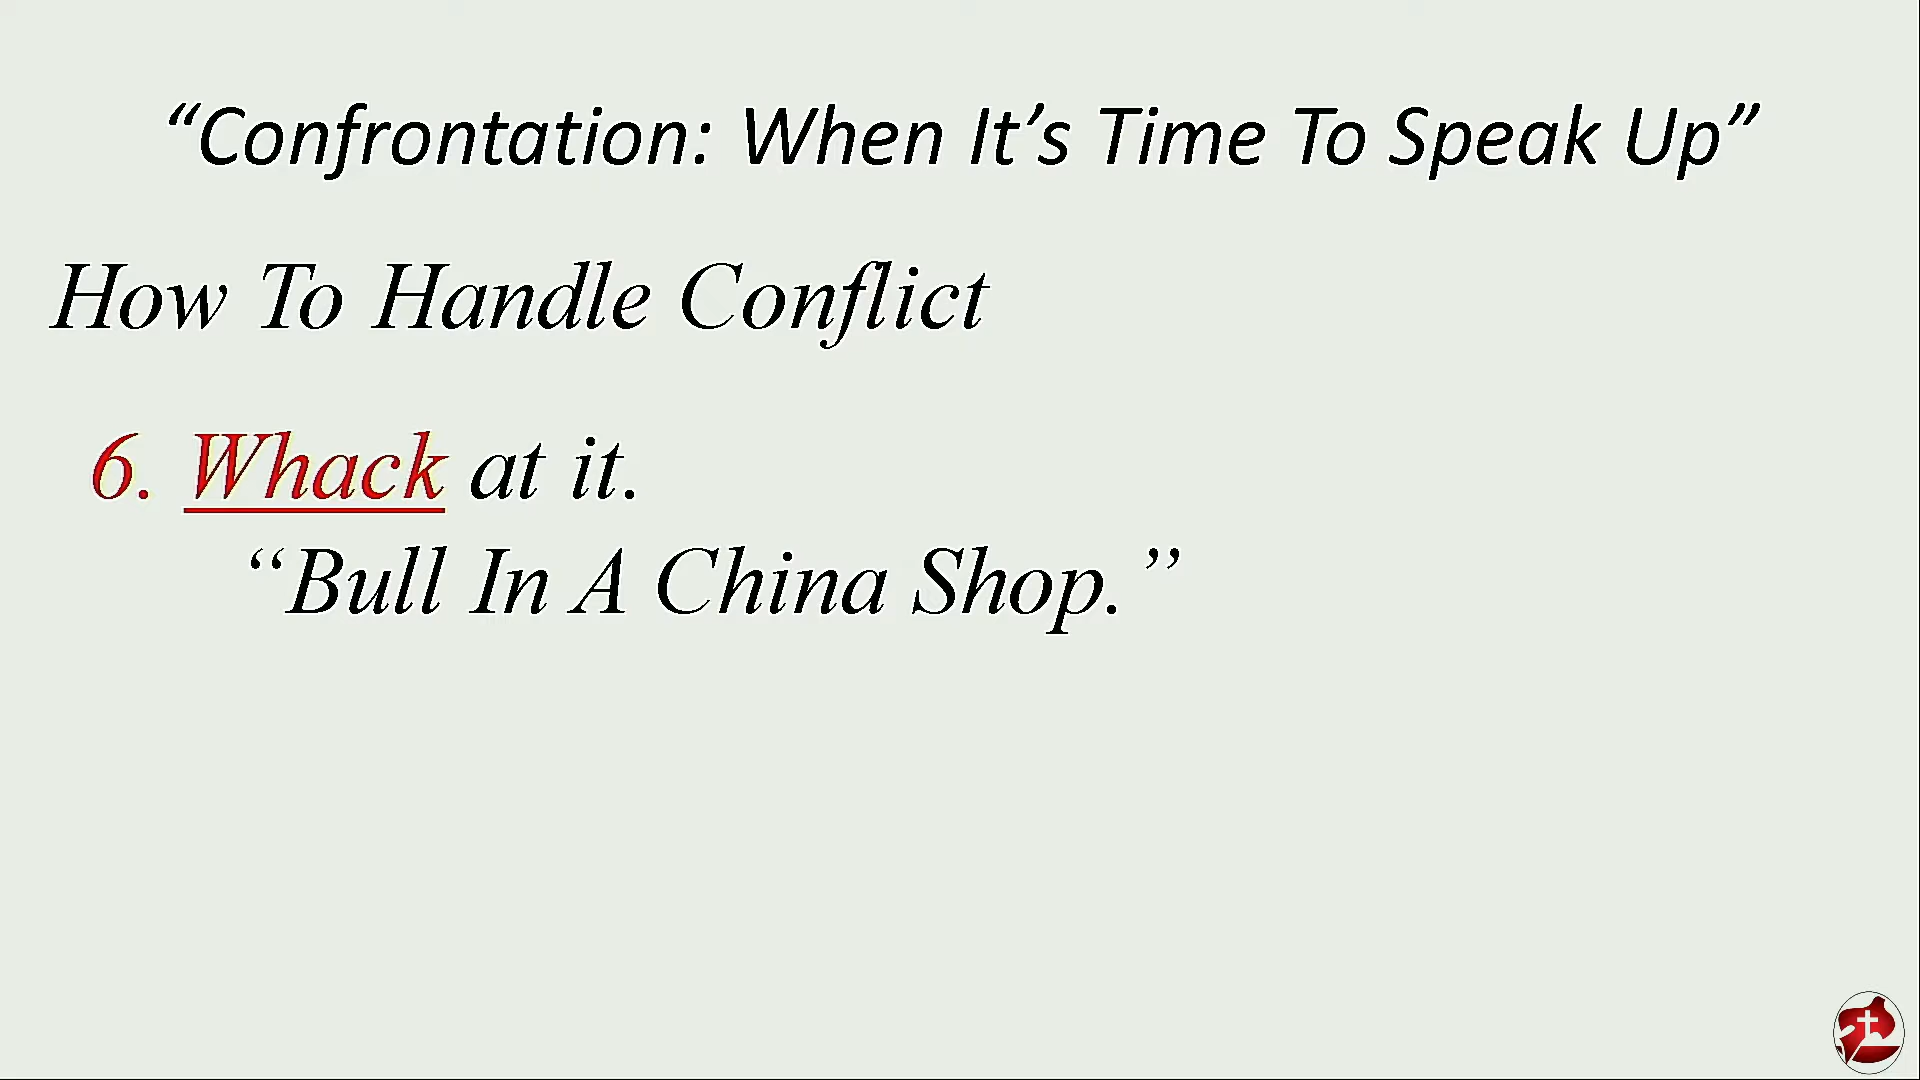 “Confrontation: When It’s Time To Speak Up”
How To Handle Conflict
6. Whack at it.
“Bull In A China Shop.”